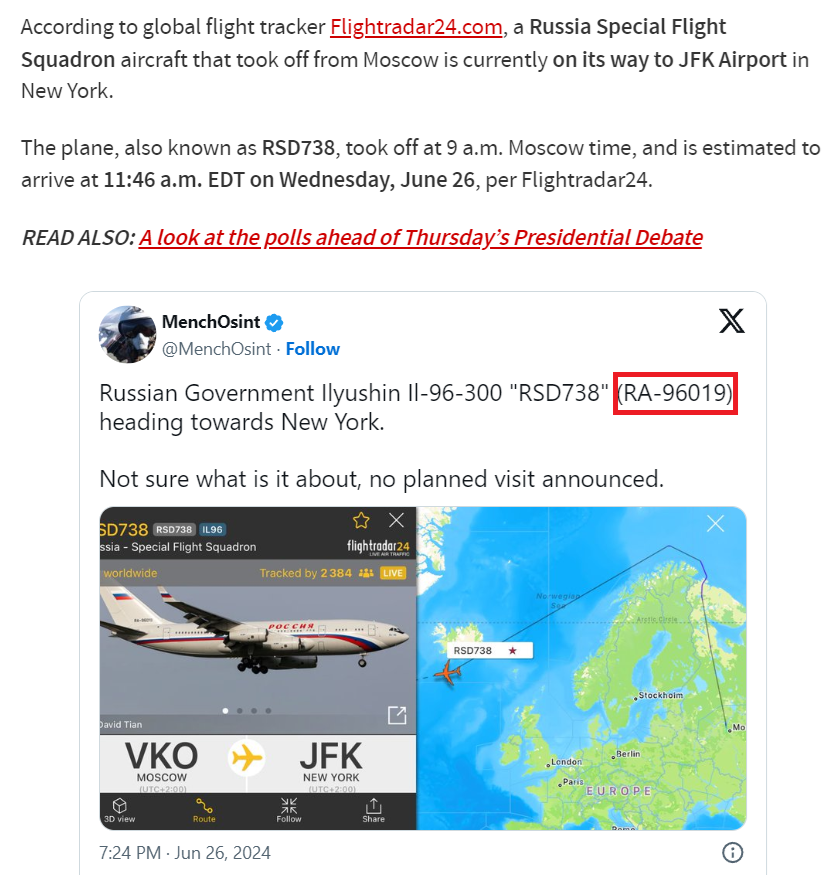 According to global flight tracker Flightradar24.com, a Russia Special Flight
Squadron aircraft that took off from Moscow is currently on its way to JFK Airport in
New York.
The plane, also known as RSD738, took off at 9 a.m. Moscow time, and is estimated to
arrive at 11:46 a.m. EDT on Wednesday, June 26, per Flightradar24.
READ ALSO: A look at the polls ahead of Thursday's Presidential Debate
MenchOsint
@MenchOsint · Follow
Russian Government Ilyushin Il-96-300 "RSD738" (RA-96019)
heading towards New York.
Not sure what is it about, no planned visit announced.
SD738 RSD738 IL96
ssia - Special Flight Squadron
flightradar24
LIVE AIR TRAFFIC
worldwide
Tracked by 2 384 LIVE
РОССИЯ
David Tian
VKO
MOSCOW
(UTC+2:00)
JFK
NEW YORK
(UTC+2:00)
3D view
Route
Follow
Share
Norwegian
Sea
Arctic Circle
RSD738
Stockholm
Mo
Berlin
London
Paris
EUROPE
Rome
7:24 PM · Jun 26, 2024